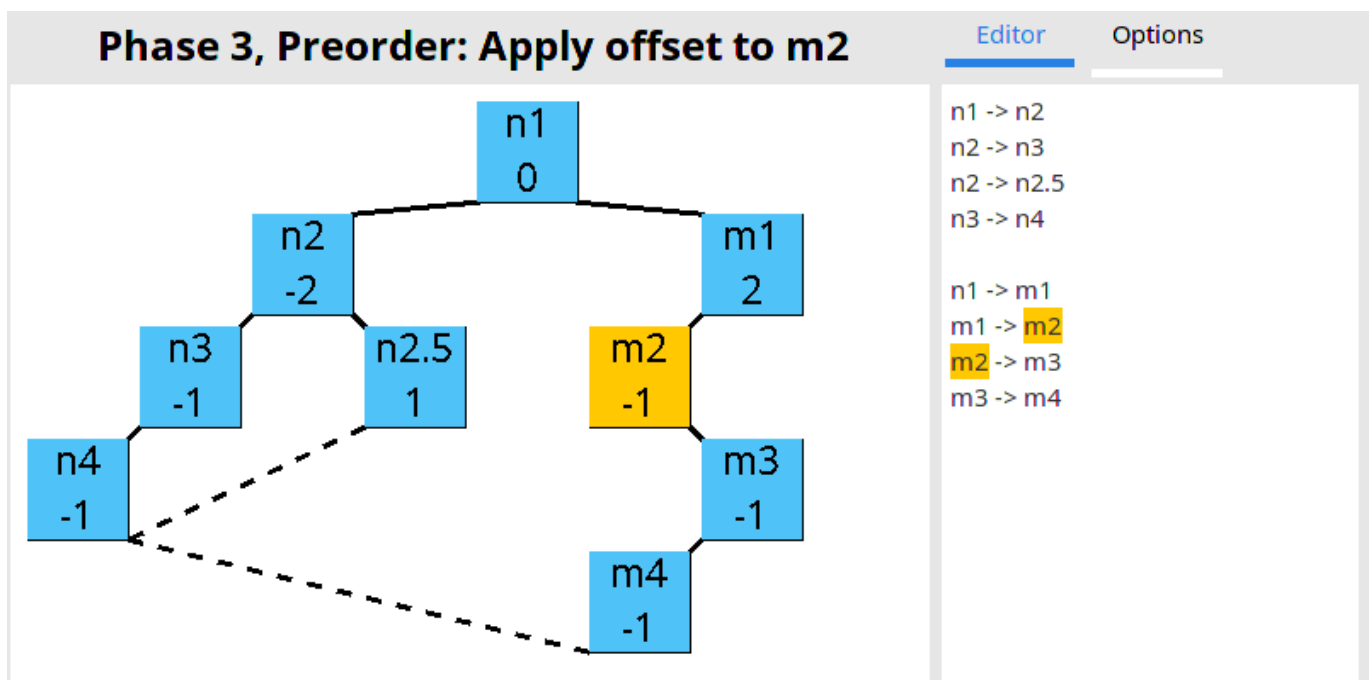 Phase 3, Preorder: Apply offset to m2
Editor
Options
n1
0
n2
-2
m1
2
n3
-1
n2.5
1
m2
-1
n4
-1
m3
-1
m4
-1
n1 -> n2
n2 -> n3
n2 -> n2.5
n3 -> n4
n1 -> m1
m1 -> m2
m2 -> m3
m3 -> m4